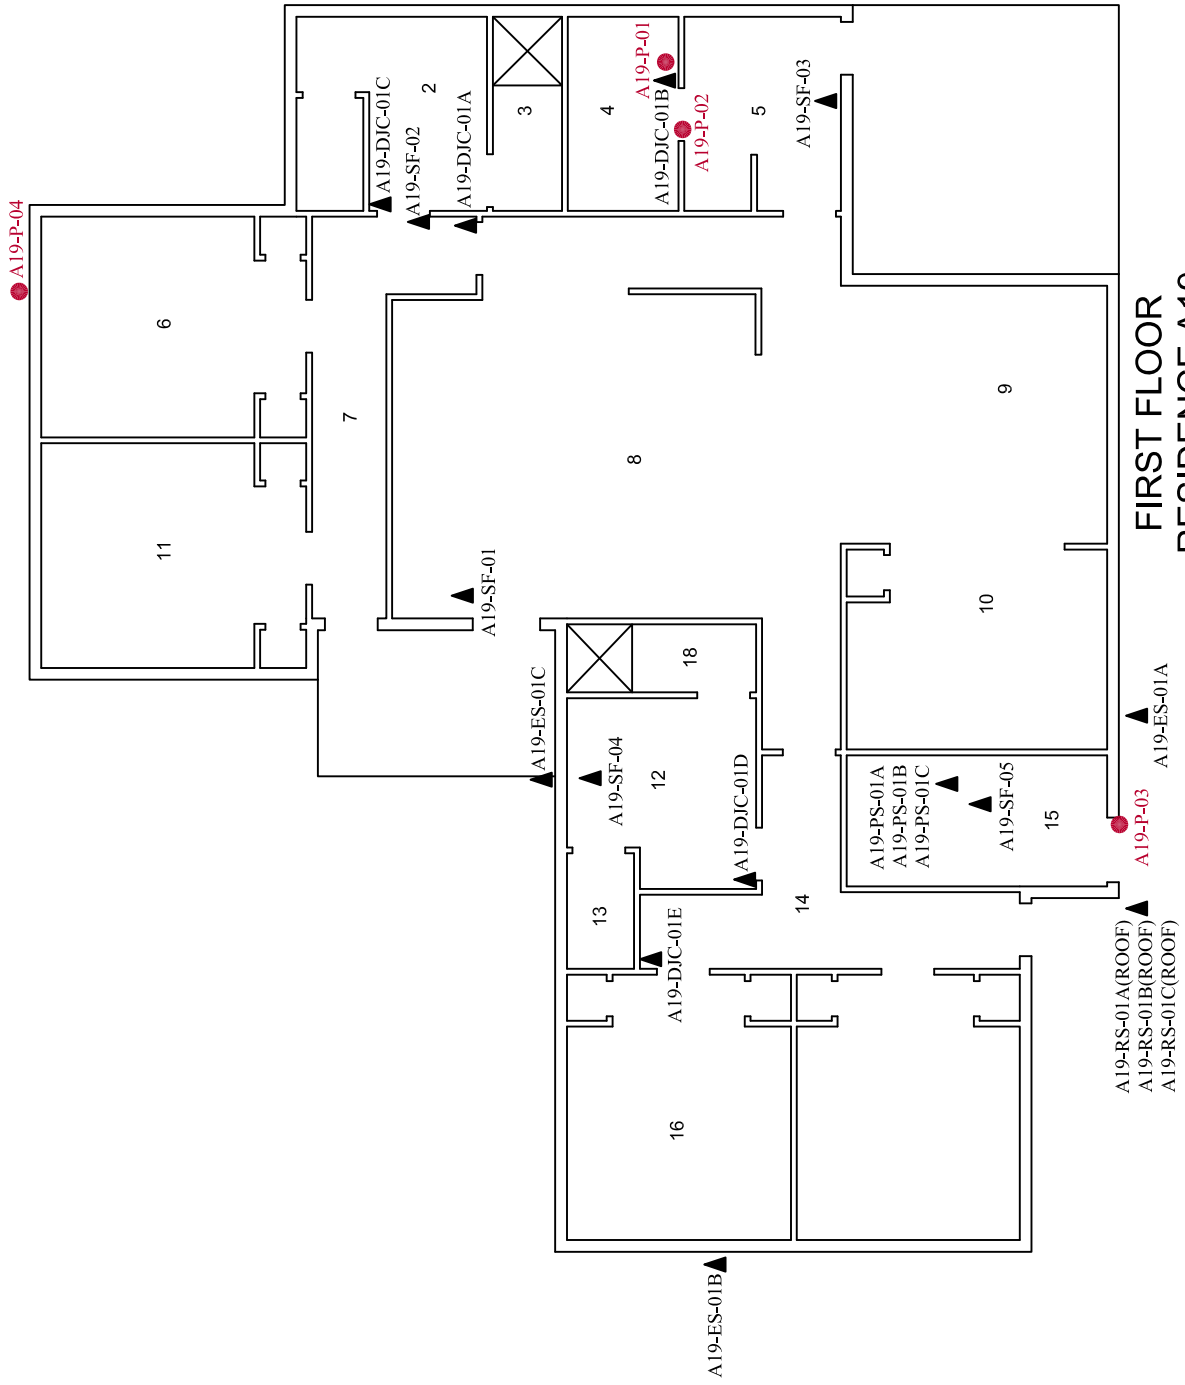 A19-P-04
6
11
7
A19-DJC-01C
A19-SF-02
A19-DJC-01A
2
3
4
A19-P-01
A19-DJC-01B
A19-P-02
5
A19-SF-03
8
9
A19-SF-01
10
A19-ES-01C
18
A19-SF-04
12
A19-DJC-01D
A19-PS-01A
A19-PS-01B
A19-PS-01C
A19-SF-05
15
A19-ES-01A
A19-P-03
13
14
A19-DJC-01E
A19-RS-01A(ROOF)
A19-RS-01B(ROOF)
A19-RS-01C(ROOF)
16
A19-ES-01B
FIRST FLOOR
RESIDENCE A19